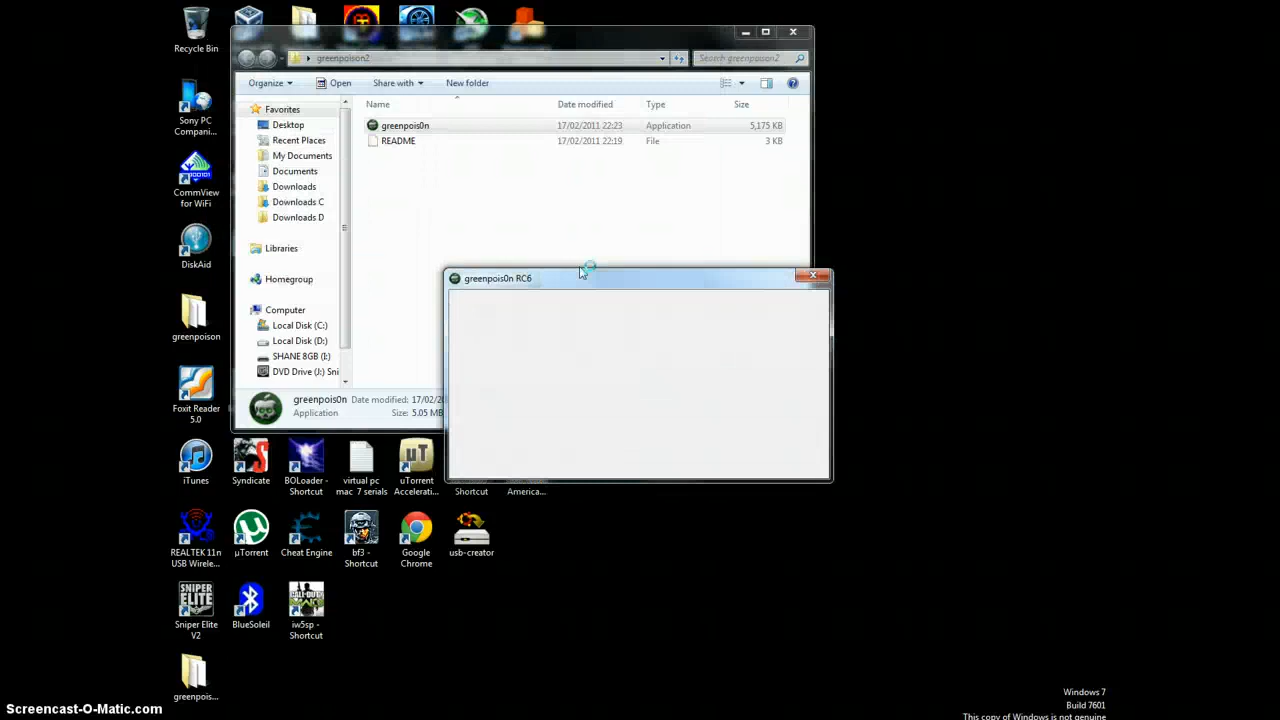 Recycle Bin
Sony PC
Compani...
CommView
for WiFi
DiskAid
greenpoison
Foxit Reader
5.0
iTunes
Syndicate
BOLoader -
Shortcut
virtual pc
mac 7 serials
uTorrent
Accelerati...
Shortcut
America...
REALTEK 11n
USB Wirele...
µTorrent
Cheat Engine
bf3 -
Shortcut
Google
Chrome
usb-creator
Sniper Elite
V2
BlueSoleil
iw5sp -
Shortcut
greenpois...
greenpoison2
Search greenpoison2
Organize
Open
Share with
New folder
Favorites
Desktop
Recent Places
My Documents
Documents
Downloads
Downloads C
Downloads D
Libraries
Homegroup
Computer
Local Disk (C:)
Local Disk (D:)
SHANE 8GB (I:)
DVD Drive (J:) Sni
Name Date modified Type Size
greenpois0n 17/02/2011 22:23 Application 5,175 KB
README 17/02/2011 22:19 File 3 KB
greenpois0n Date modified: 17/02/20
Application Size: 5.05 MB
greenpois0n RC6
SNIPER
ELITE
Screencast-O-Matic.com
Windows 7
Build 7601
This copy of Windows is not genuine